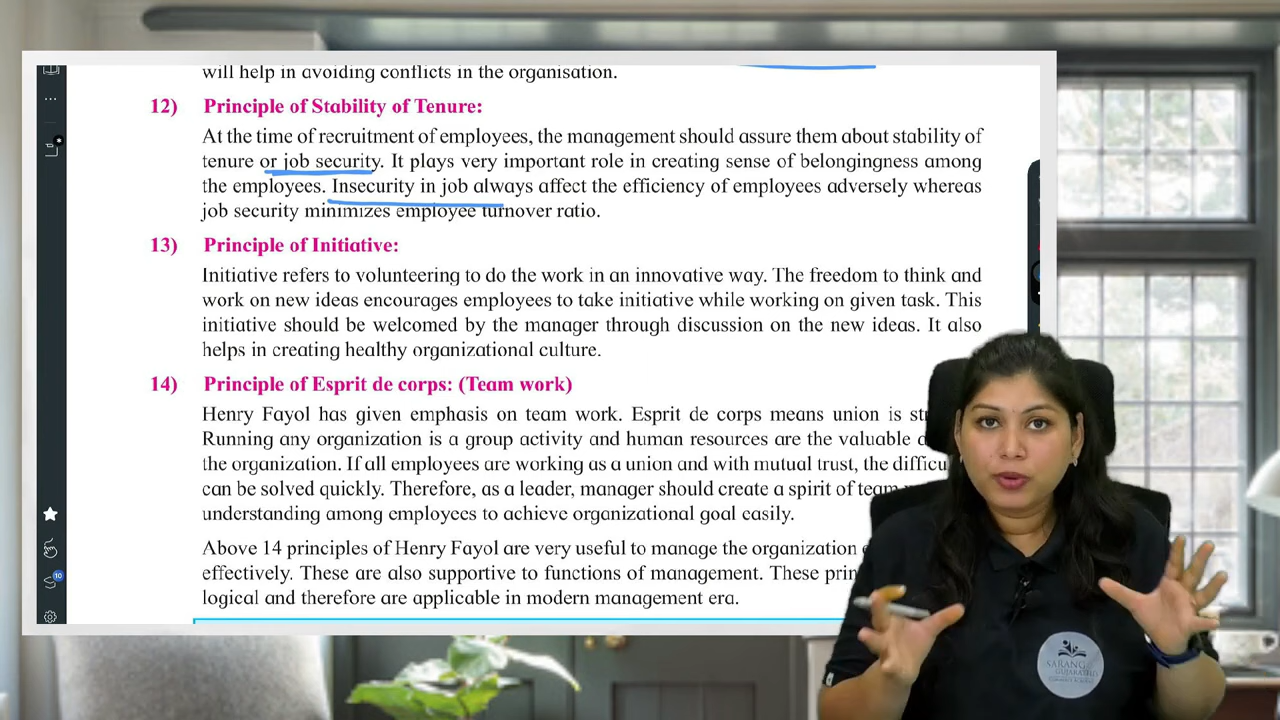 will help in avoiding conflicts in the organisation.
12) Principle of Stability of Tenure:
At the time of recruitment of employees, the management should assure them about stability of
tenure or job security. It plays very important role in creating sense of belongingness among
the employees. Insecurity in job always affect the efficiency of employees adversely whereas
job security minimizes employee turnover ratio.
13) Principle of Initiative:
Initiative refers to volunteering to do the work in an innovative way. The freedom to think and
work on new ideas encourages employees to take initiative while working on given task. This
initiative should be welcomed by the manager through discussion on the new ideas. It also
helps in creating healthy organizational culture.
14) Principle of Esprit de corps: (Team work)
Henry Fayol has given emphasis on team work. Esprit de corps means union is
Running any organization is a group activity and human resources are the valuable
the organization. If all employees are working as a union and with mutual trust, the
can be solved quickly. Therefore, as a leader, manager should create a spirit of team
understanding among employees to achieve organizational goal easily.
Above 14 principles of Henry Fayol are very useful to manage the organization
effectively. These are also supportive to functions of management. These
logical and therefore are applicable in modern management era.
10
SARANG